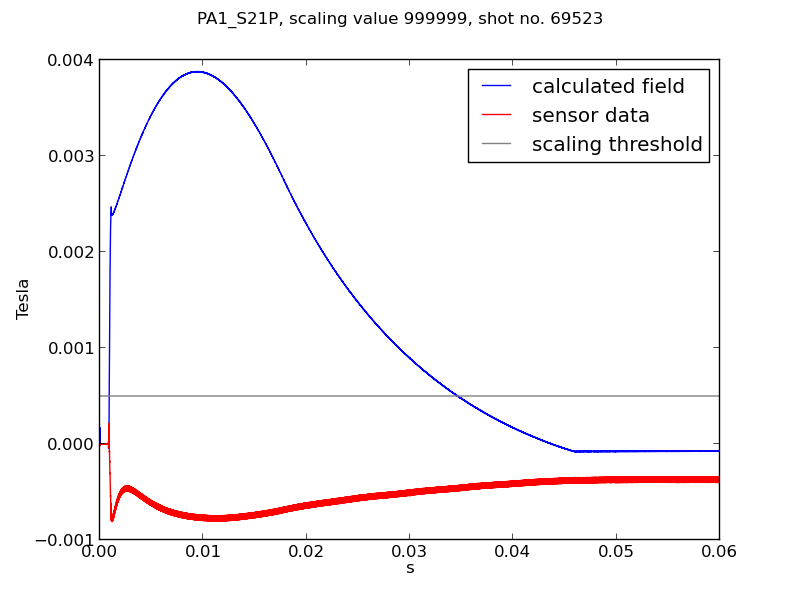 PA1_S21P, scaling value 999999, shot no. 69523
calculated field
sensor data
scaling threshold
Tesla
0.004
0.003
0.002
0.001
0.000
−0.001
0.00 0.01 0.02 0.03 0.04 0.05 0.06
s